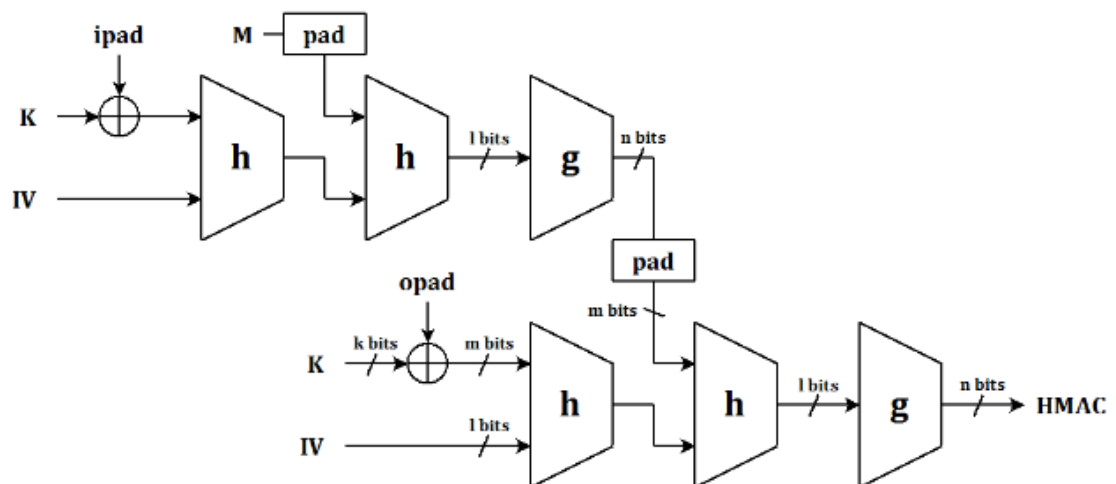 ipad
M
pad
K
h
h
l bits
g
n bits
IV
pad
opad
m bits
K
k bits
m bits
h
h
l bits
g
n bits
HMAC
IV
l bits